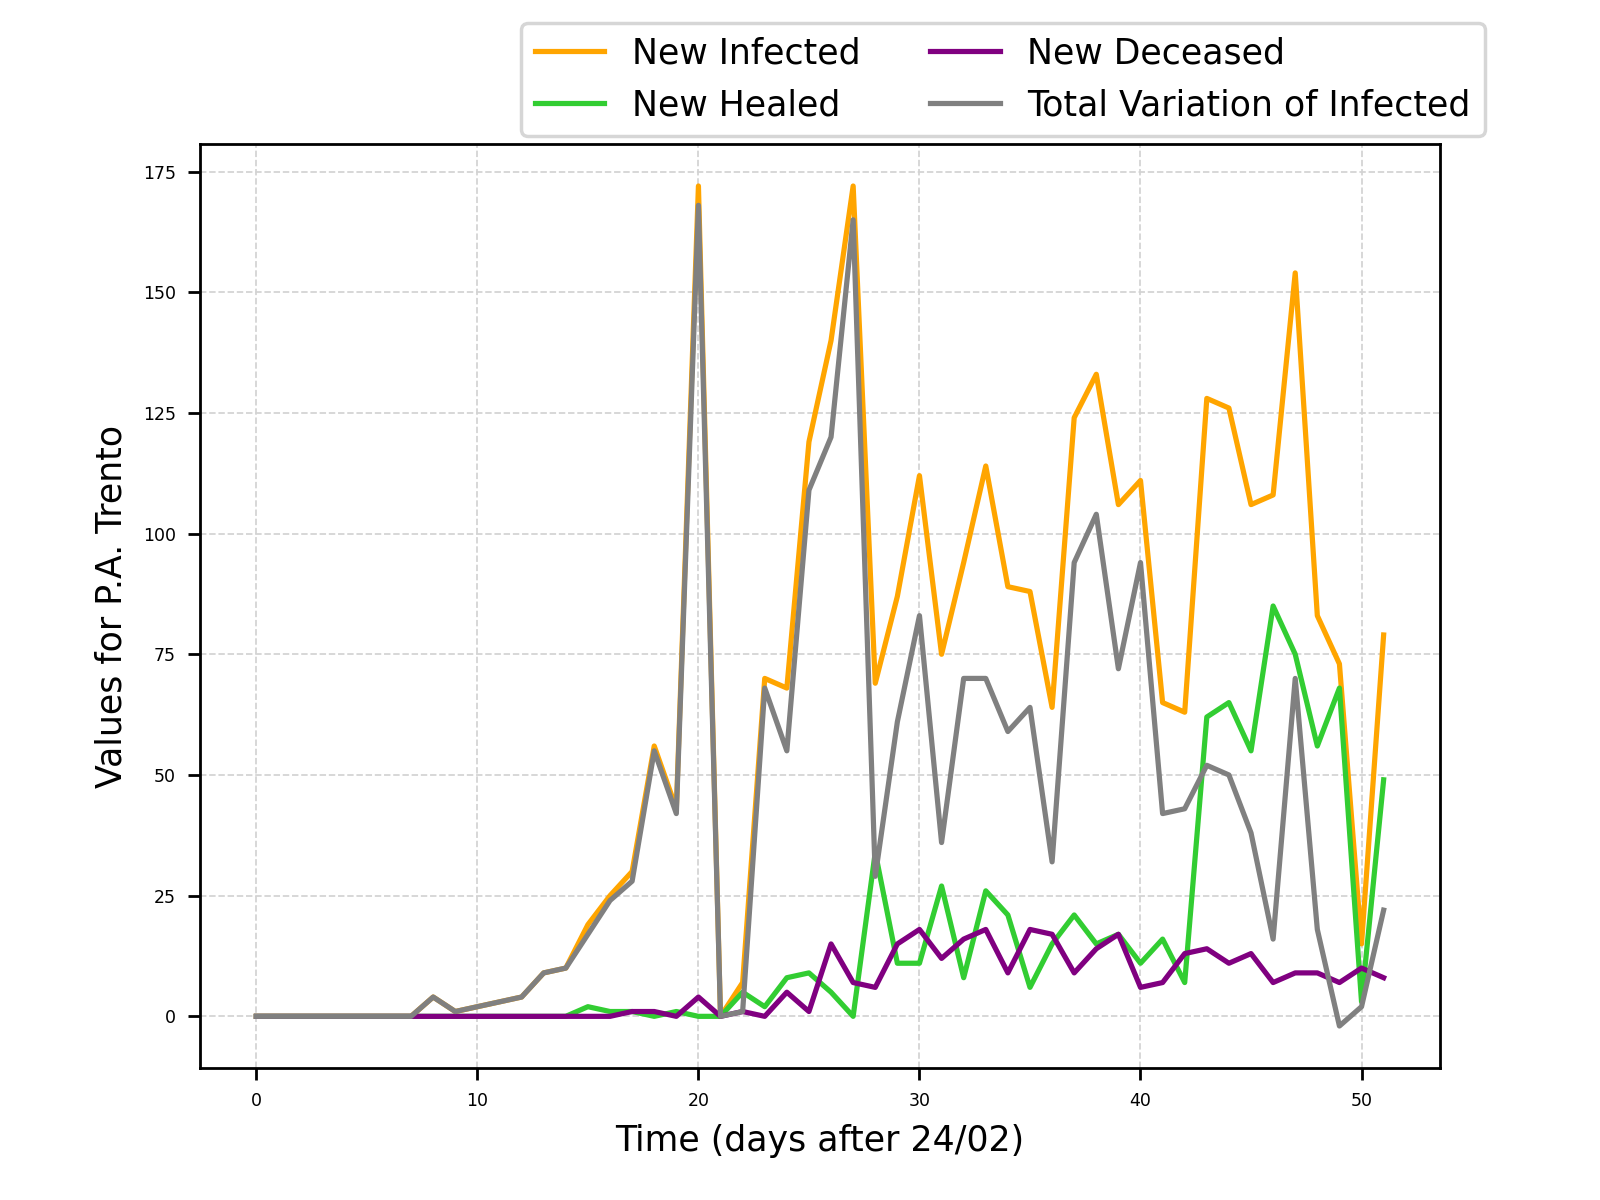 New Infected
New Healed
New Deceased
Total Variation of Infected
175
150
125
100
75
50
25
0
Values for P.A. Trento
0 10 20 30 40 50
Time (days after 24/02)